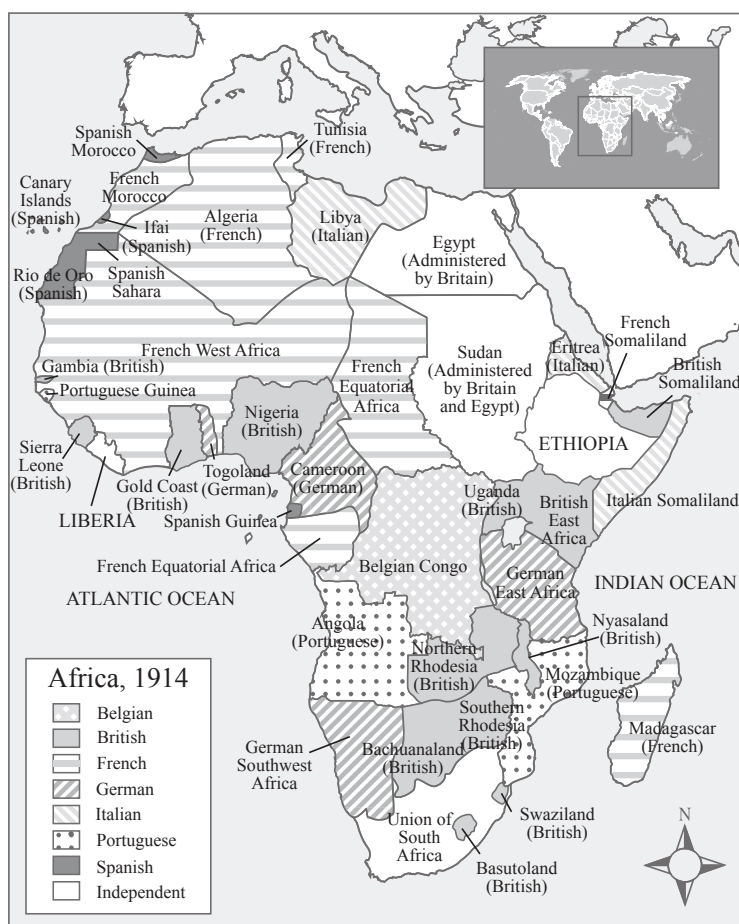 Spanish
Morocco
Tunisia
(French)
Canary
Islands
(Spanish)
French
Morocco
Ifai
(Spanish)
Algeria
(French)
Libya
(Italian)
Egypt
(Administered
by Britain)
Rio de Oro
(Spanish)
Spanish
Sahara
French West Africa
Gambia (British)
Portuguese Guinea
French
Equatorial
Africa
Sudan
(Administered
by Britain
and Egypt)
Eritrea
(Italian)
French
Somaliland
British
Somaliland
Nigeria
(British)
Sierra
Leone
(British)
ETHIOPIA
LIBERIA
Gold Coast
(British)
Togoland
(German)
Cameroon
(German)
Spanish Guinea
Uganda
(British)
British
East
Africa
Italian Somaliland
French Equatorial Africa
Belgian Congo
German
East Africa
INDIAN OCEAN
ATLANTIC OCEAN
Angola
(Portuguese)
Nyasaland
(British)
Northern
Rhodesia
(British)
Mozambique
(Portuguese)
Southern
Rhodesia
(British)
Madagascar
(French)
German
Southwest
Africa
Bachuanaland
(British)
Swaziland
(British)
Union of
South
Africa
Basutoland
(British)
Africa, 1914
Belgian
British
French
German
Italian
Portuguese
Spanish
Independent
N